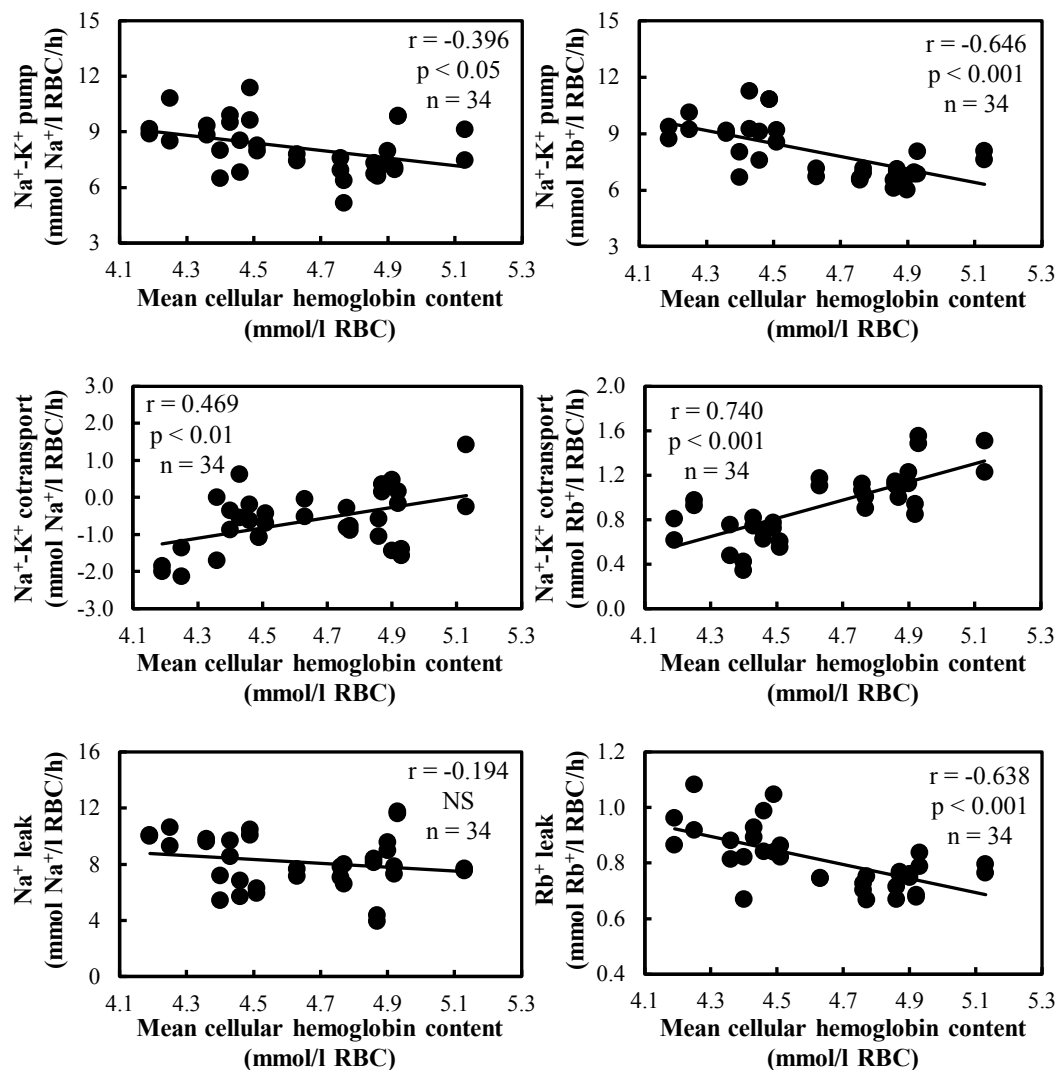 Na⁺-K⁺ pump
(mmol Na⁺/l RBC/h)
15
12
9
6
3
r = -0.396
p < 0.05
n = 34
4.1 4.3 4.5 4.7 4.9 5.1 5.3
Mean cellular hemoglobin content
(mmol/l RBC)
Na⁺-K⁺ pump
(mmol Rb⁺/l RBC/h)
15
12
9
6
3
r = -0.646
p < 0.001
n = 34
4.1 4.3 4.5 4.7 4.9 5.1 5.3
Mean cellular hemoglobin content
(mmol/l RBC)
Na⁺-K⁺ cotransport
(mmol Na⁺/l RBC/h)
3.0
2.0
1.0
0.0
-1.0
-2.0
-3.0
r = 0.469
p < 0.01
n = 34
4.1 4.3 4.5 4.7 4.9 5.1 5.3
Mean cellular hemoglobin content
(mmol/l RBC)
Na⁺-K⁺ cotransport
(mmol Rb⁺/l RBC/h)
2.0
1.6
1.2
0.8
0.4
0.0
r = 0.740
p < 0.001
n = 34
4.1 4.3 4.5 4.7 4.9 5.1 5.3
Mean cellular hemoglobin content
(mmol/l RBC)
Na⁺ leak
(mmol Na⁺/l RBC/h)
16
12
8
4
0
r = -0.194
NS
n = 34
4.1 4.3 4.5 4.7 4.9 5.1 5.3
Mean cellular hemoglobin content
(mmol/l RBC)
Rb⁺ leak
(mmol Rb⁺/l RBC/h)
1.2
1.0
0.8
0.6
0.4
r = -0.638
p < 0.001
n = 34
4.1 4.3 4.5 4.7 4.9 5.1 5.3
Mean cellular hemoglobin content
(mmol/l RBC)